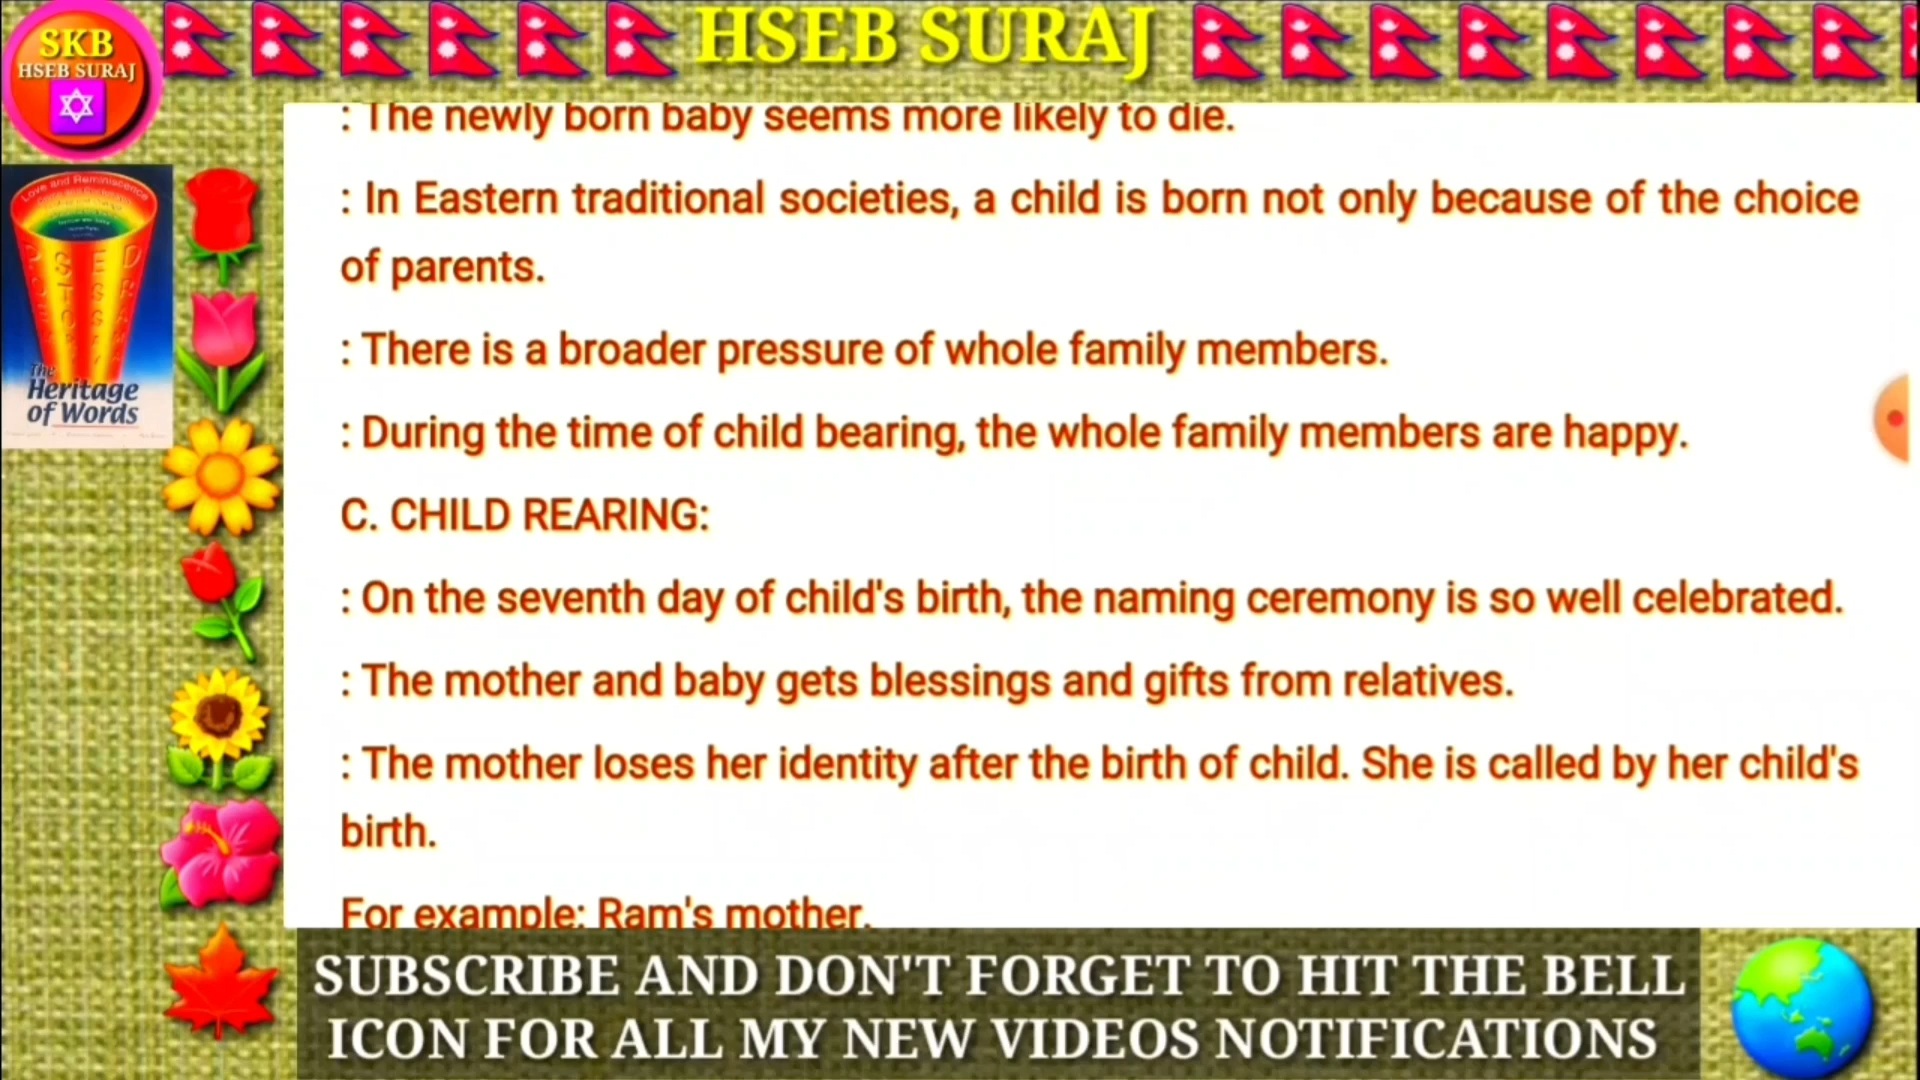 SKB
HSEB SURAJ
HSEB SURAJ
: The newly born baby seems more likely to die.
: In Eastern traditional societies, a child is born not only because of the choice
of parents.
: There is a broader pressure of whole family members.
: During the time of child bearing, the whole family members are happy.
C. CHILD REARING:
: On the seventh day of child's birth, the naming ceremony is so well celebrated.
: The mother and baby gets blessings and gifts from relatives.
: The mother loses her identity after the birth of child. She is called by her child's
birth.
For example: Ram's mother.
Love and Reminiscence
The
Heritage
of Words
SUBSCRIBE AND DON'T FORGET TO HIT THE BELL
ICON FOR ALL MY NEW VIDEOS NOTIFICATIONS